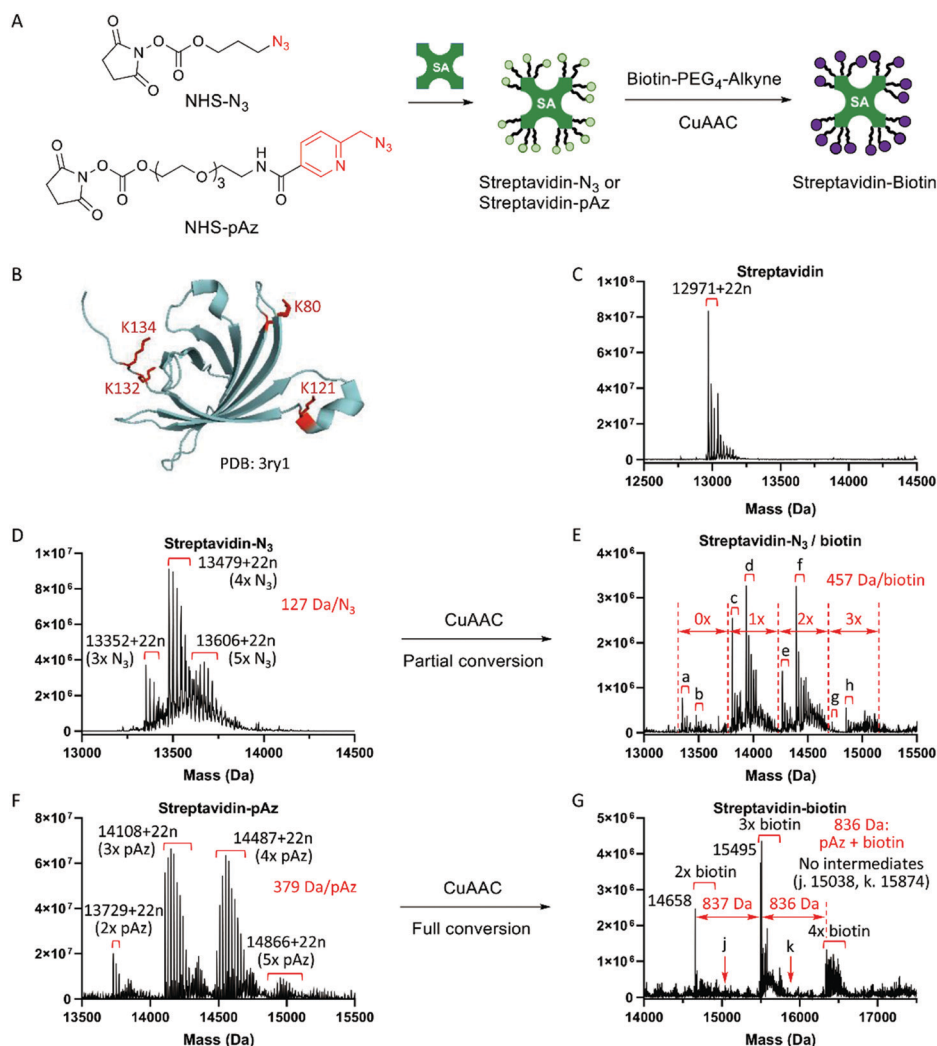 A
NHS-N3
NHS-pAz
SA
SA
Streptavidin-N3 or
Streptavidin-pAz
Biotin-PEG4-Alkyne
CuAAC
SA
Streptavidin-Biotin
B
K134
K132
K80
K121
PDB: 3ry1
C
Streptavidin
12971+22n
1×10^8
8×10^7
6×10^7
4×10^7
2×10^7
0
12500 13000 13500 14000 14500
Mass (Da)
D
Streptavidin-N3
13479+22n
(4x N3)
127 Da/N3
13352+22n
(3x N3)
13606+22n
(5x N3)
1×10^7
8×10^6
6×10^6
4×10^6
2×10^6
0
13000 13500 14000 14500
Mass (Da)
CuAAC
Partial conversion
E
Streptavidin-N3 / biotin
457 Da/biotin
0x 1x 2x 3x
a b c d e f g h
4×10^6
3×10^6
2×10^6
1×10^6
0
13000 13500 14000 14500 15000 15500
Mass (Da)
F
Streptavidin-pAz
14108+22n
(3x pAz)
14487+22n
(4x pAz)
379 Da/pAz
13729+22n
(2x pAz)
14866+22n
(5x pAz)
8×10^7
6×10^7
4×10^7
2×10^7
0
13500 14000 14500 15000 15500
Mass (Da)
CuAAC
Full conversion
G
Streptavidin-biotin
3x biotin
836 Da:
pAz + biotin
No intermediates
(j. 15038, k. 15874)
15495
2x biotin
14658
837 Da
836 Da
4x biotin
j
k
5×10^6
4×10^6
3×10^6
2×10^6
1×10^6
0
14000 15000 16000 17000
Mass (Da)